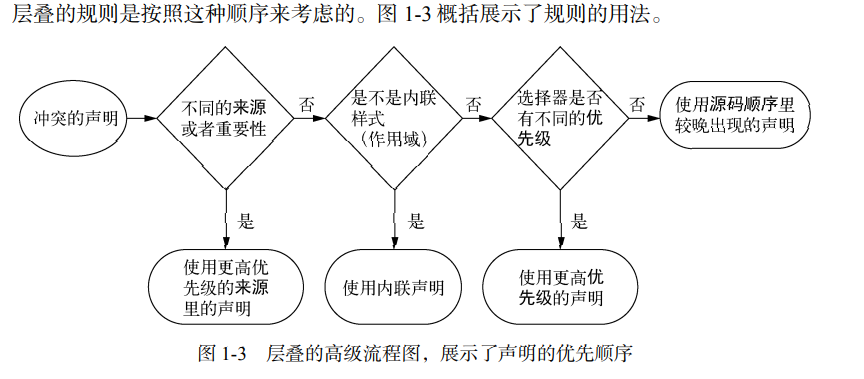 层叠的规则是按照这种顺序来考虑的。图 1-3 概括展示了规则的用法。
冲突的声明
不同的来源
或者重要性
否
是不是内联
样式
（作用域）
否
选择器是否
有不同的优
先级
否
使用源码顺序里
较晚出现的声明
是
是
是
使用更高优
先级的来源
里的声明
使用内联声明
使用更高优
先级的声明
图 1-3 层叠的高级流程图，展示了声明的优先顺序